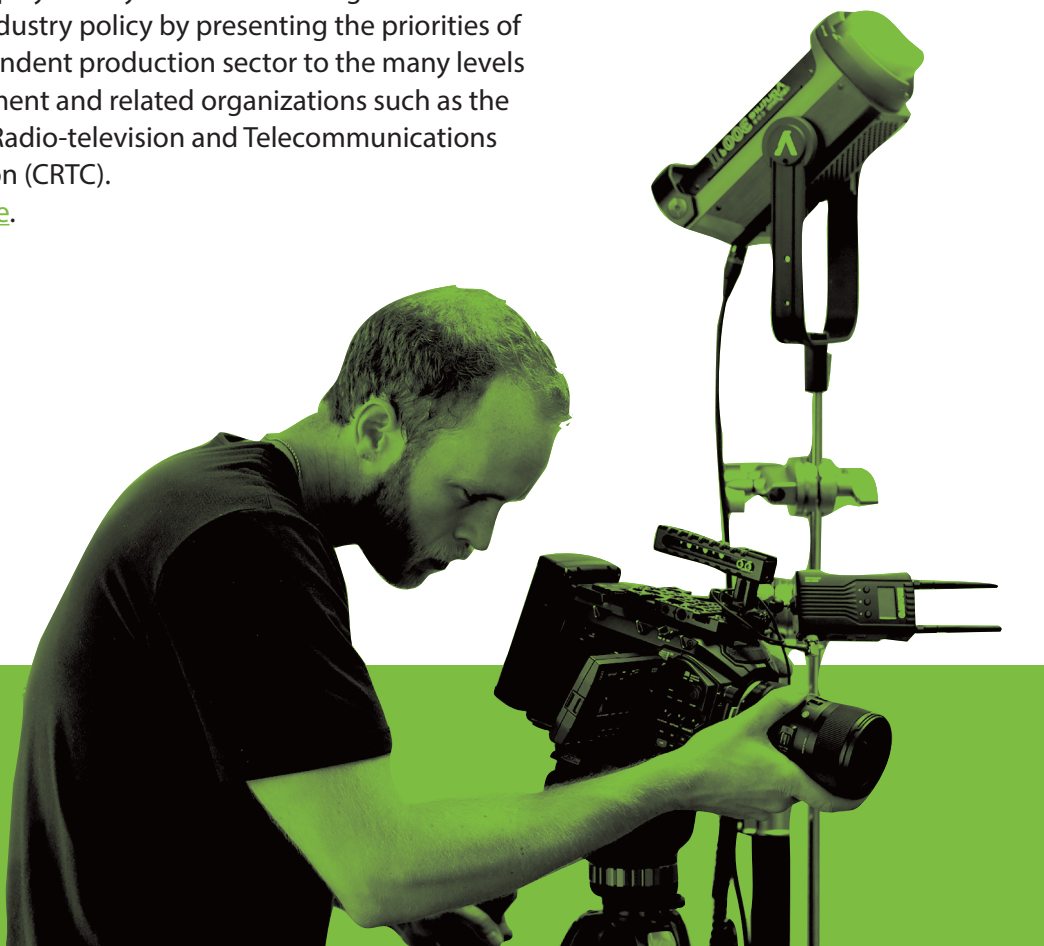 dustry policy by presenting the priorities of
ndent production sector to the many levels
ment and related organizations such as the
Radio-television and Telecommunications
on (CRTC).
e.